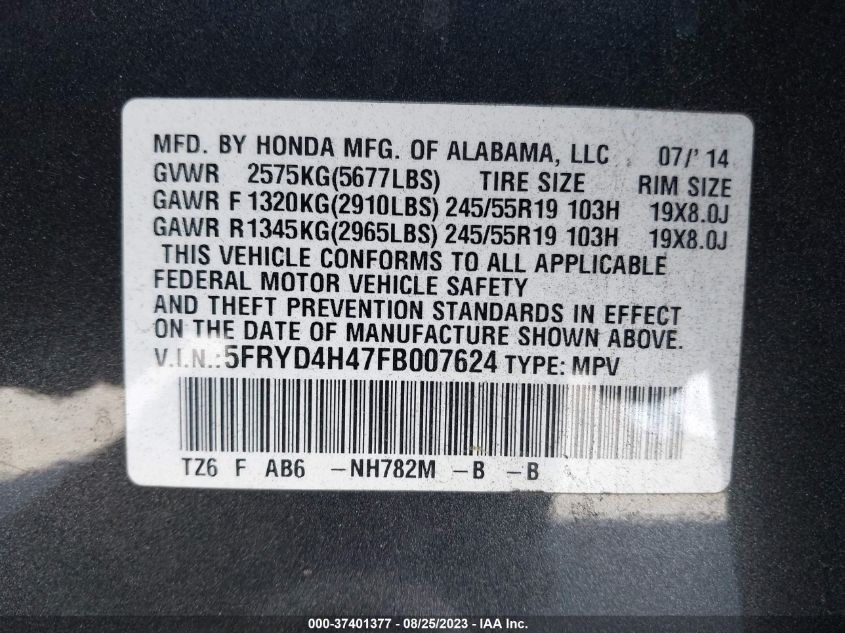 MFD. BY HONDA MFG. OF ALABAMA, LLC 07/' 14
GVWR 2575KG(5677LBS) TIRE SIZE RIM SIZE
GAWR F 1320KG(2910LBS) 245/55R19 103H 19X8.0J
GAWR R1345KG(2965LBS) 245/55R19 103H 19X8.0J
THIS VEHICLE CONFORMS TO ALL APPLICABLE
FEDERAL MOTOR VEHICLE SAFETY
AND THEFT PREVENTION STANDARDS IN EFFECT
ON THE DATE OF MANUFACTURE SHOWN ABOVE.
V.I.N.:5FRYD4H47FB007624 TYPE: MPV
TZ6 F AB6 -NH782M -B -B
000-37401377 - 08/25/2023 - IAA Inc.